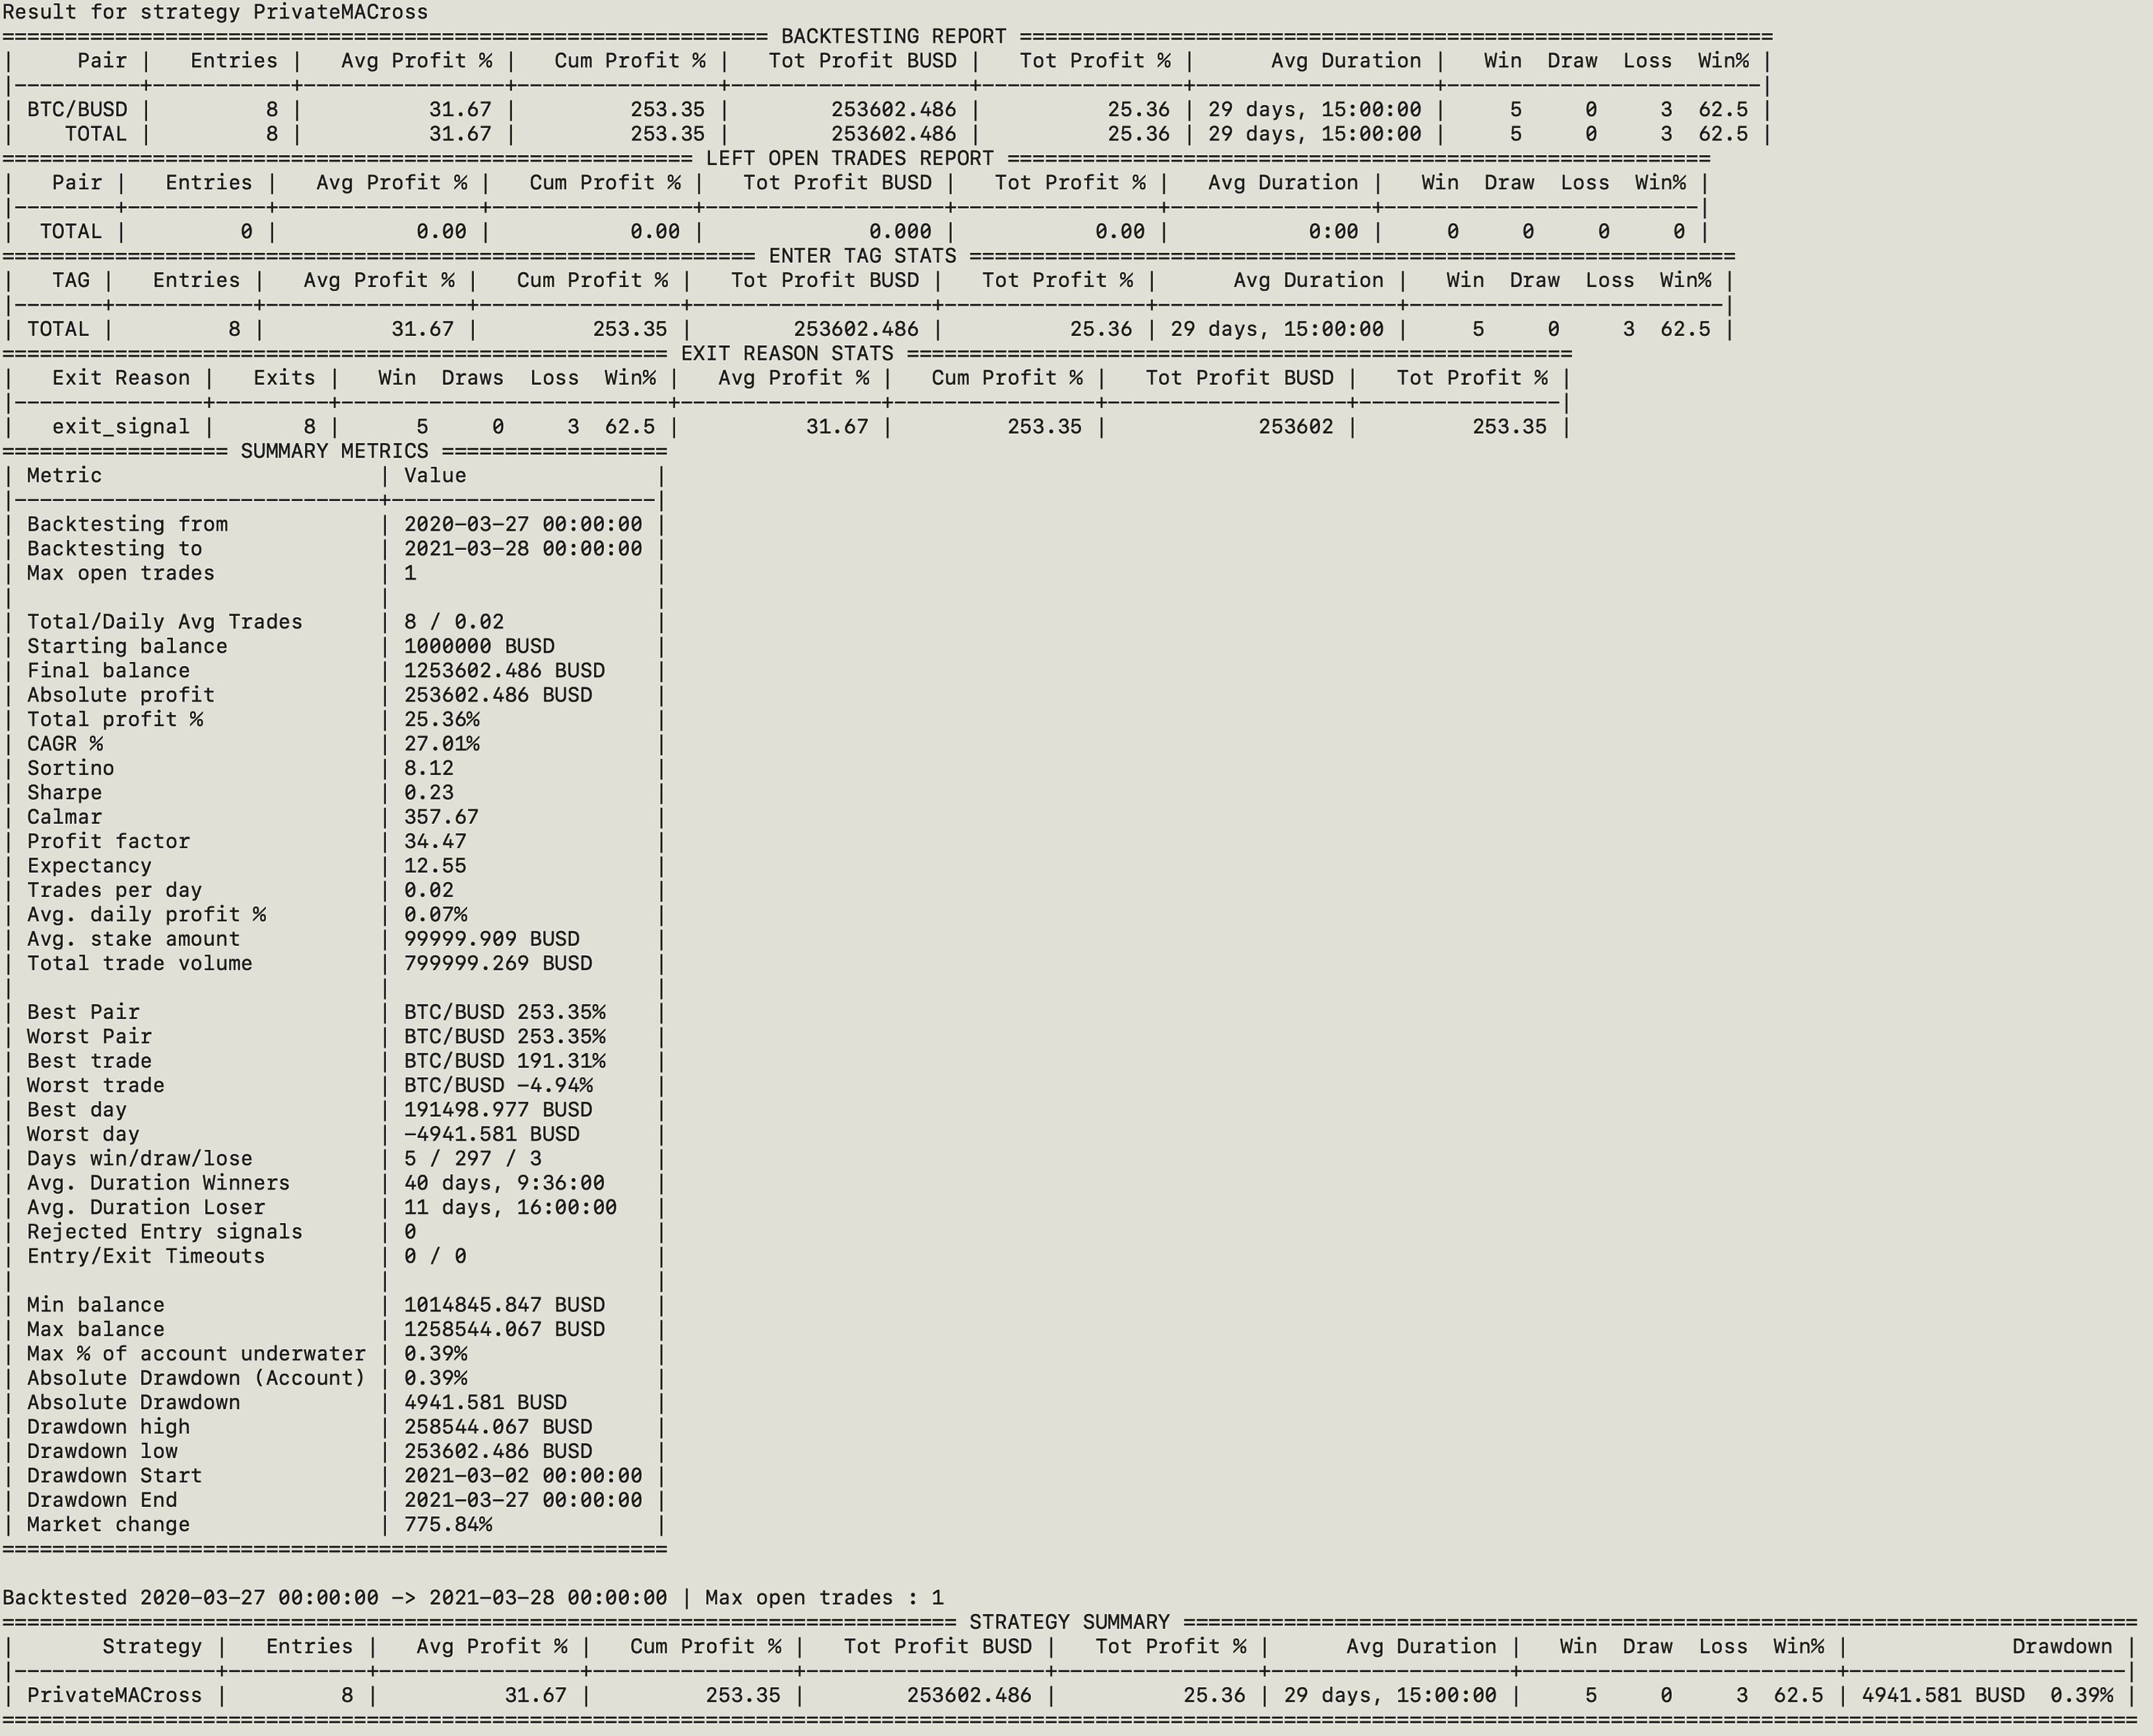 Result for strategy PrivateMACross
============================================================= BACKTESTING REPORT ============================================================
|     Pair |   Entries |   Avg Profit % |   Cum Profit % |   Tot Profit BUSD |   Tot Profit % |      Avg Duration |   Win  Draw  Loss  Win% |
|----------+-----------+----------------+----------------+-------------------+----------------+-------------------+-------------------------|
| BTC/BUSD |         8 |          31.67 |         253.35 |        253602.486 |          25.36 | 29 days, 15:00:00 |     5     0     3  62.5 |
|    TOTAL |         8 |          31.67 |         253.35 |        253602.486 |          25.36 | 29 days, 15:00:00 |     5     0     3  62.5 |
======================================================= LEFT OPEN TRADES REPORT ========================================================
|   Pair |   Entries |   Avg Profit % |   Cum Profit % |   Tot Profit BUSD |   Tot Profit % |   Avg Duration |   Win  Draw  Loss  Win% |
|--------+-----------+----------------+----------------+-------------------+----------------+----------------+-------------------------|
|  TOTAL |         0 |           0.00 |           0.00 |             0.000 |           0.00 |           0:00 |     0     0     0     0 |
============================================================ ENTER TAG STATS =============================================================
|   TAG |   Entries |   Avg Profit % |   Cum Profit % |   Tot Profit BUSD |   Tot Profit % |      Avg Duration |   Win  Draw  Loss  Win% |
|-------+-----------+----------------+----------------+-------------------+----------------+-------------------+-------------------------|
| TOTAL |         8 |          31.67 |         253.35 |        253602.486 |          25.36 | 29 days, 15:00:00 |     5     0     3  62.5 |
===================================================== EXIT REASON STATS =====================================================
|   Exit Reason |   Exits |   Win  Draws  Loss  Win% |   Avg Profit % |   Cum Profit % |   Tot Profit BUSD |   Tot Profit % |
|---------------+---------+--------------------------+----------------+----------------+-------------------+----------------|
|   exit_signal |       8 |     5     0     3  62.5 |          31.67 |         253.35 |            253602 |         253.35 |
================== SUMMARY METRICS ==================
| Metric                      | Value               |
|-----------------------------+---------------------|
| Backtesting from            | 2020-03-27 00:00:00 |
| Backtesting to              | 2021-03-28 00:00:00 |
| Max open trades             | 1                   |
|                             |                     |
| Total/Daily Avg Trades      | 8 / 0.02            |
| Starting balance            | 1000000 BUSD        |
| Final balance               | 1253602.486 BUSD    |
| Absolute profit             | 253602.486 BUSD     |
| Total profit %              | 25.36%              |
| CAGR %                      | 27.01%              |
| Sortino                     | 8.12                |
| Sharpe                      | 0.23                |
| Calmar                      | 357.67              |
| Profit factor               | 34.47               |
| Expectancy                  | 12.55               |
| Trades per day              | 0.02                |
| Avg. daily profit %         | 0.07%               |
| Avg. stake amount           | 99999.909 BUSD      |
| Total trade volume          | 799999.269 BUSD     |
|                             |                     |
| Best Pair                   | BTC/BUSD 253.35%    |
| Worst Pair                  | BTC/BUSD 253.35%    |
| Best trade                  | BTC/BUSD 191.31%    |
| Worst trade                 | BTC/BUSD -4.94%     |
| Best day                    | 191498.977 BUSD     |
| Worst day                   | -4941.581 BUSD      |
| Days win/draw/lose          | 5 / 297 / 3         |
| Avg. Duration Winners       | 40 days, 9:36:00    |
| Avg. Duration Loser         | 11 days, 16:00:00   |
| Rejected Entry signals      | 0                   |
| Entry/Exit Timeouts         | 0 / 0               |
|                             |                     |
| Min balance                 | 1014845.847 BUSD    |
| Max balance                 | 1258544.067 BUSD    |
| Max % of account underwater | 0.39%               |
| Absolute Drawdown (Account) | 0.39%               |
| Absolute Drawdown           | 4941.581 BUSD       |
| Drawdown high               | 258544.067 BUSD     |
| Drawdown low                | 253602.486 BUSD     |
| Drawdown Start              | 2021-03-02 00:00:00 |
| Drawdown End                | 2021-03-27 00:00:00 |
| Market change               | 775.84%             |
=====================================================
Backtested 2020-03-27 00:00:00 -> 2021-03-28 00:00:00 | Max open trades : 1
============================================================================ STRATEGY SUMMARY ============================================================================
|       Strategy |   Entries |   Avg Profit % |   Cum Profit % |   Tot Profit BUSD |   Tot Profit % |      Avg Duration |   Win  Draw  Loss  Win% |             Drawdown |
|----------------+-----------+----------------+----------------+-------------------+----------------+-------------------+-------------------------+----------------------|
| PrivateMACross |         8 |          31.67 |         253.35 |        253602.486 |          25.36 | 29 days, 15:00:00 |     5     0     3  62.5 | 4941.581 BUSD  0.39% |
==========================================================================================================================================================================